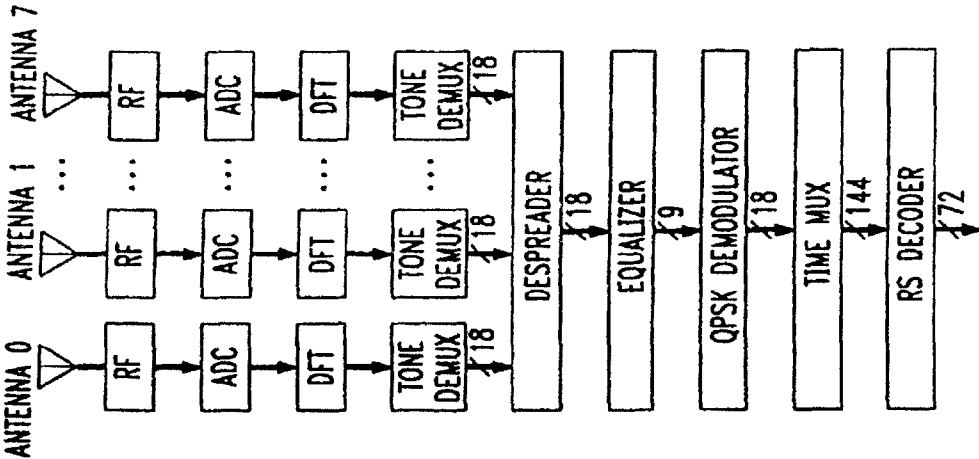 ANTENNA 0
ANTENNA 1
ANTENNA 7
...
RF
RF
...
RF
ADC
ADC
...
ADC
DFT
DFT
...
DFT
TONE
DEMUX
TONE
DEMUX
...
TONE
DEMUX
18
18
18
DESPREADER
18
EQUALIZER
9
QPSK DEMODULATOR
18
TIME MUX
144
RS DECODER
72